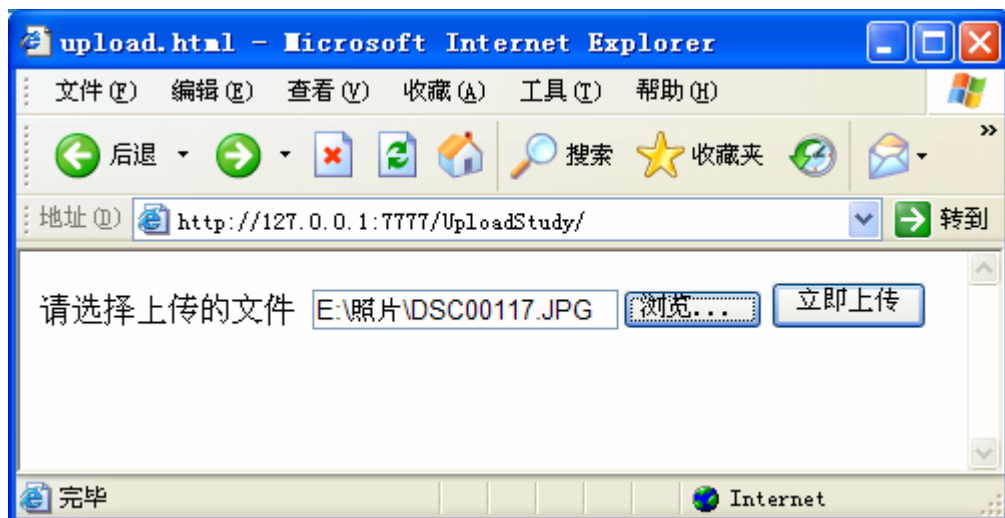 upload.html - Microsoft Internet Explorer
文件(F) 编辑(E) 查看(V) 收藏(A) 工具(T) 帮助(H)
后退 搜索 收藏夹 »
地址(D) http://127.0.0.1:7777/UploadStudy/ 转到
请选择上传的文件 E:\照片\DSC00117.JPG 浏览... 立即上传
完毕 Internet